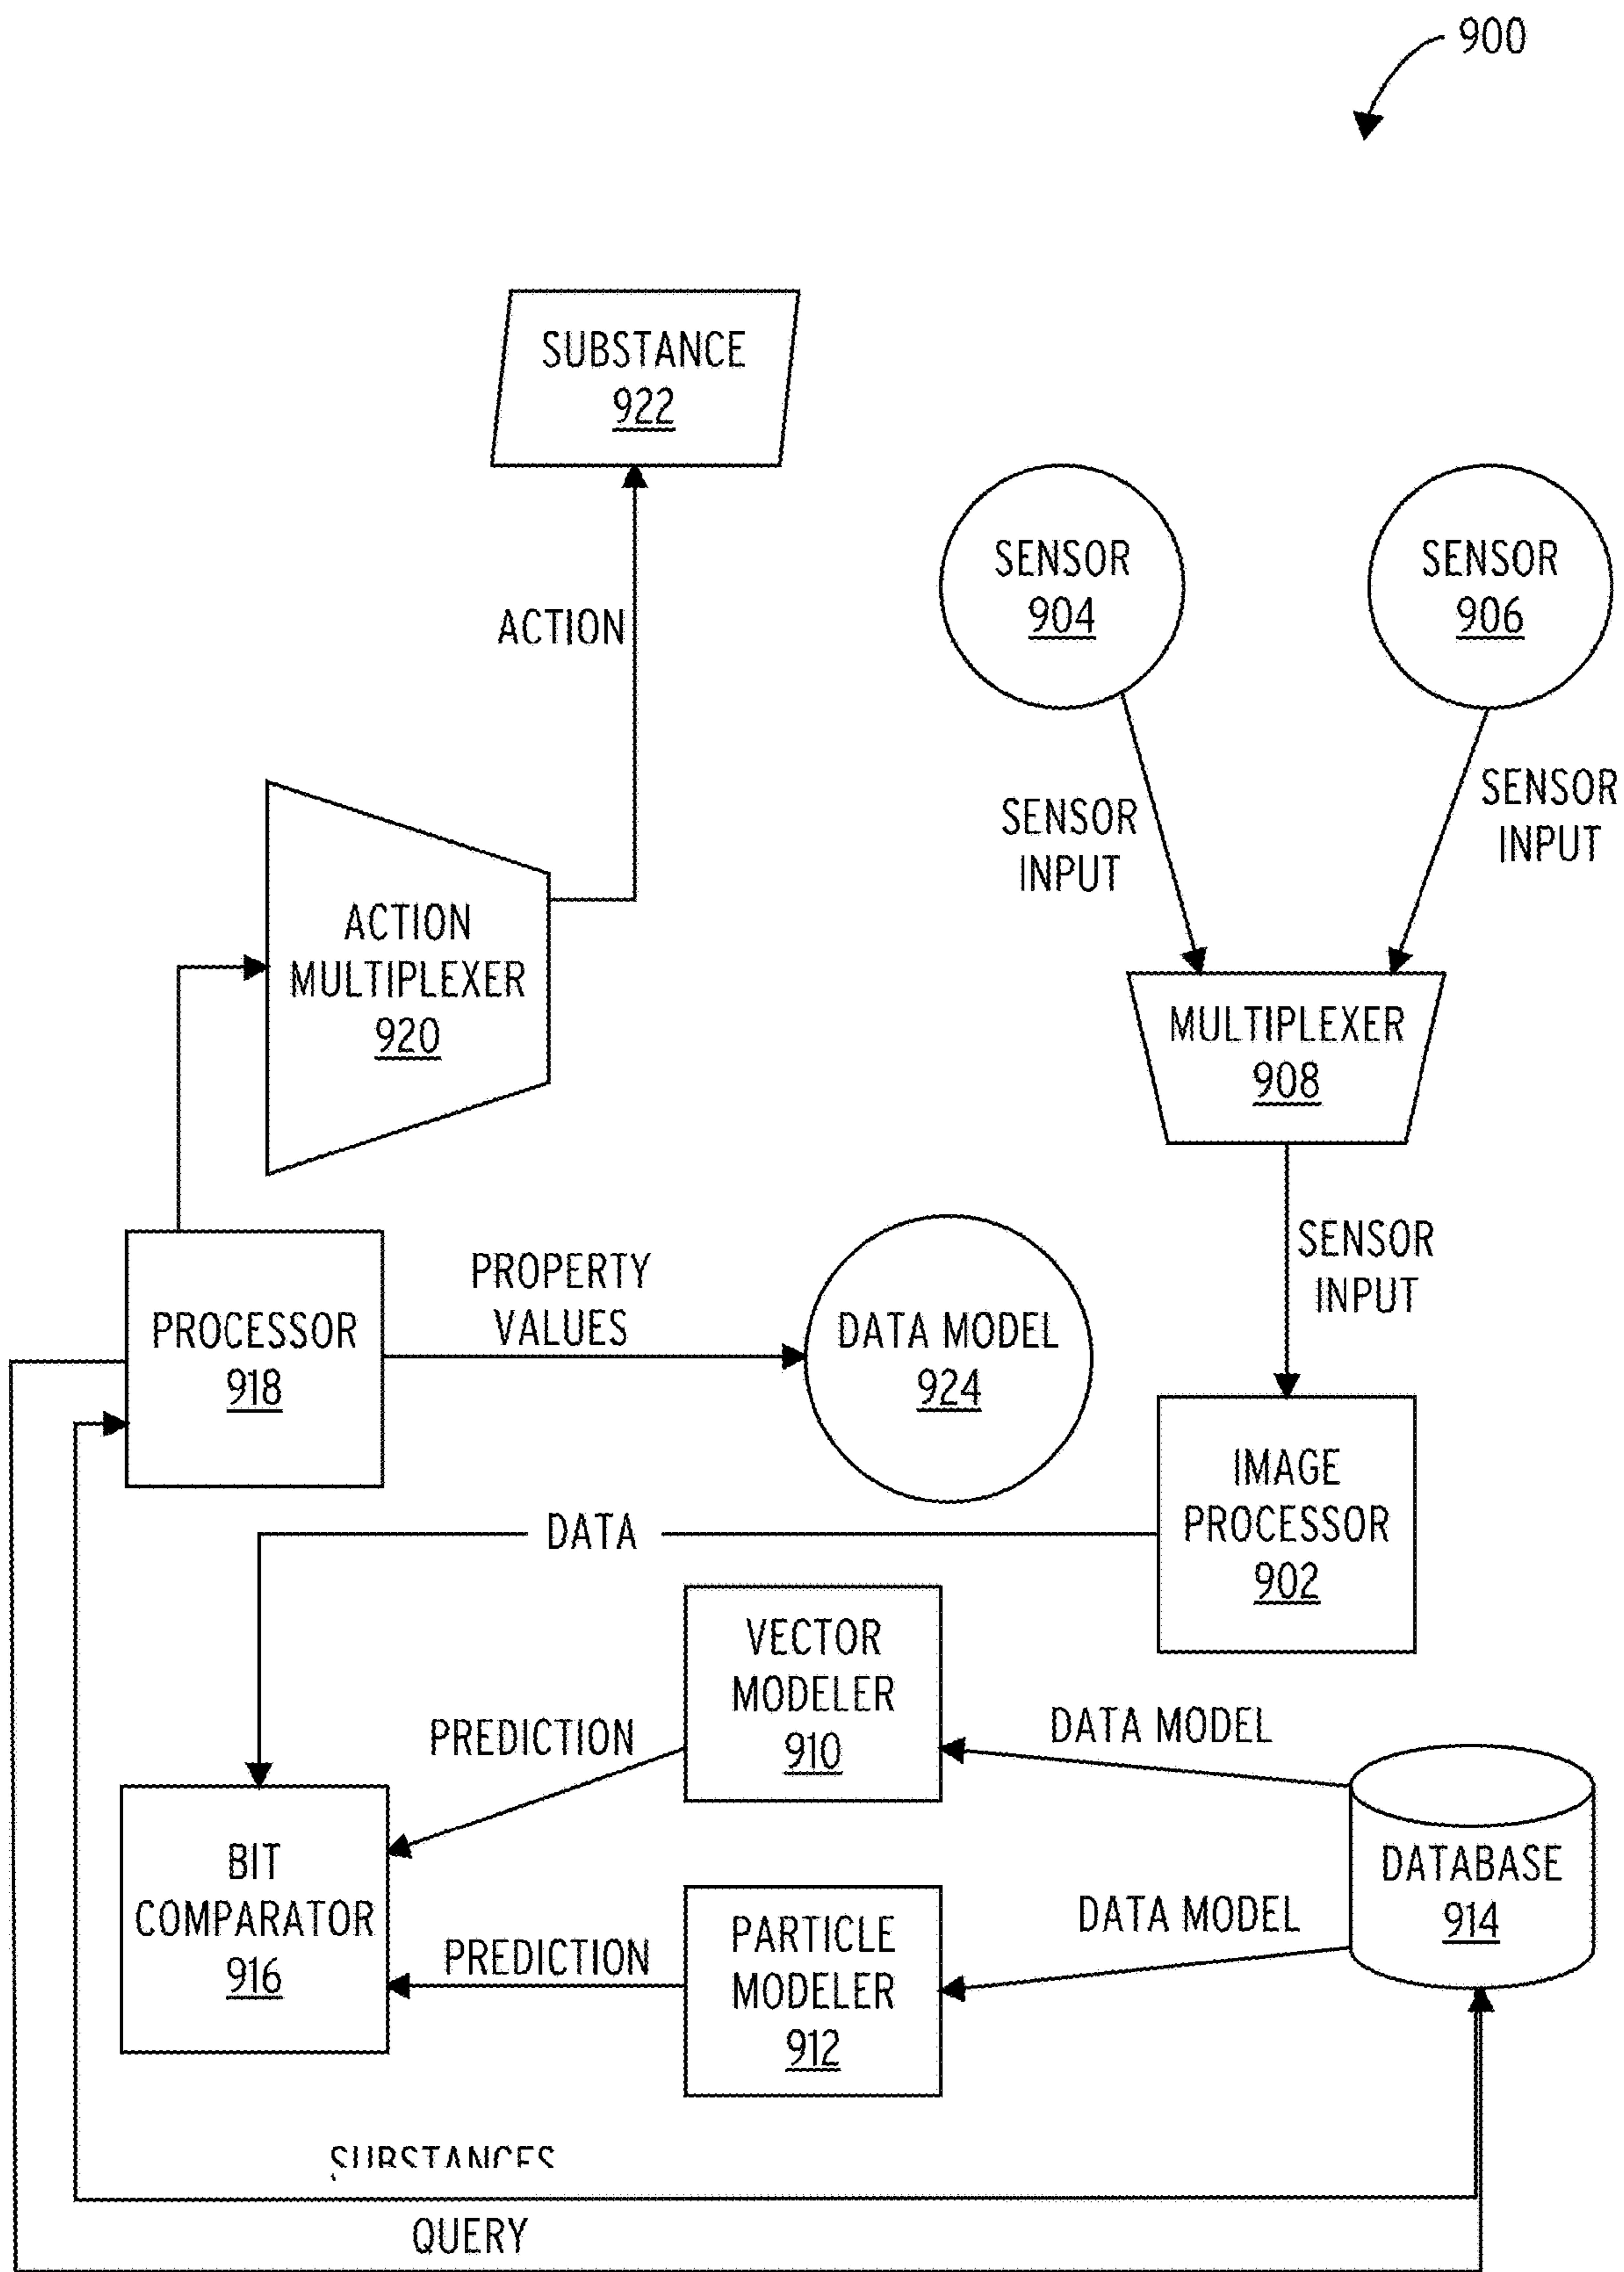 900
SUBSTANCE
922
SENSOR
904
SENSOR
906
ACTION
SENSOR
INPUT
SENSOR
INPUT
ACTION
MULTIPLEXER
920
MULTIPLEXER
908
SENSOR
INPUT
PROCESSOR
918
PROPERTY
VALUES
DATA MODEL
924
IMAGE
PROCESSOR
902
DATA
VECTOR
MODELER
910
PREDICTION
DATA MODEL
BIT
COMPARATOR
916
DATABASE
914
PARTICLE
MODELER
912
PREDICTION
DATA MODEL
SUBSTANCES
QUERY